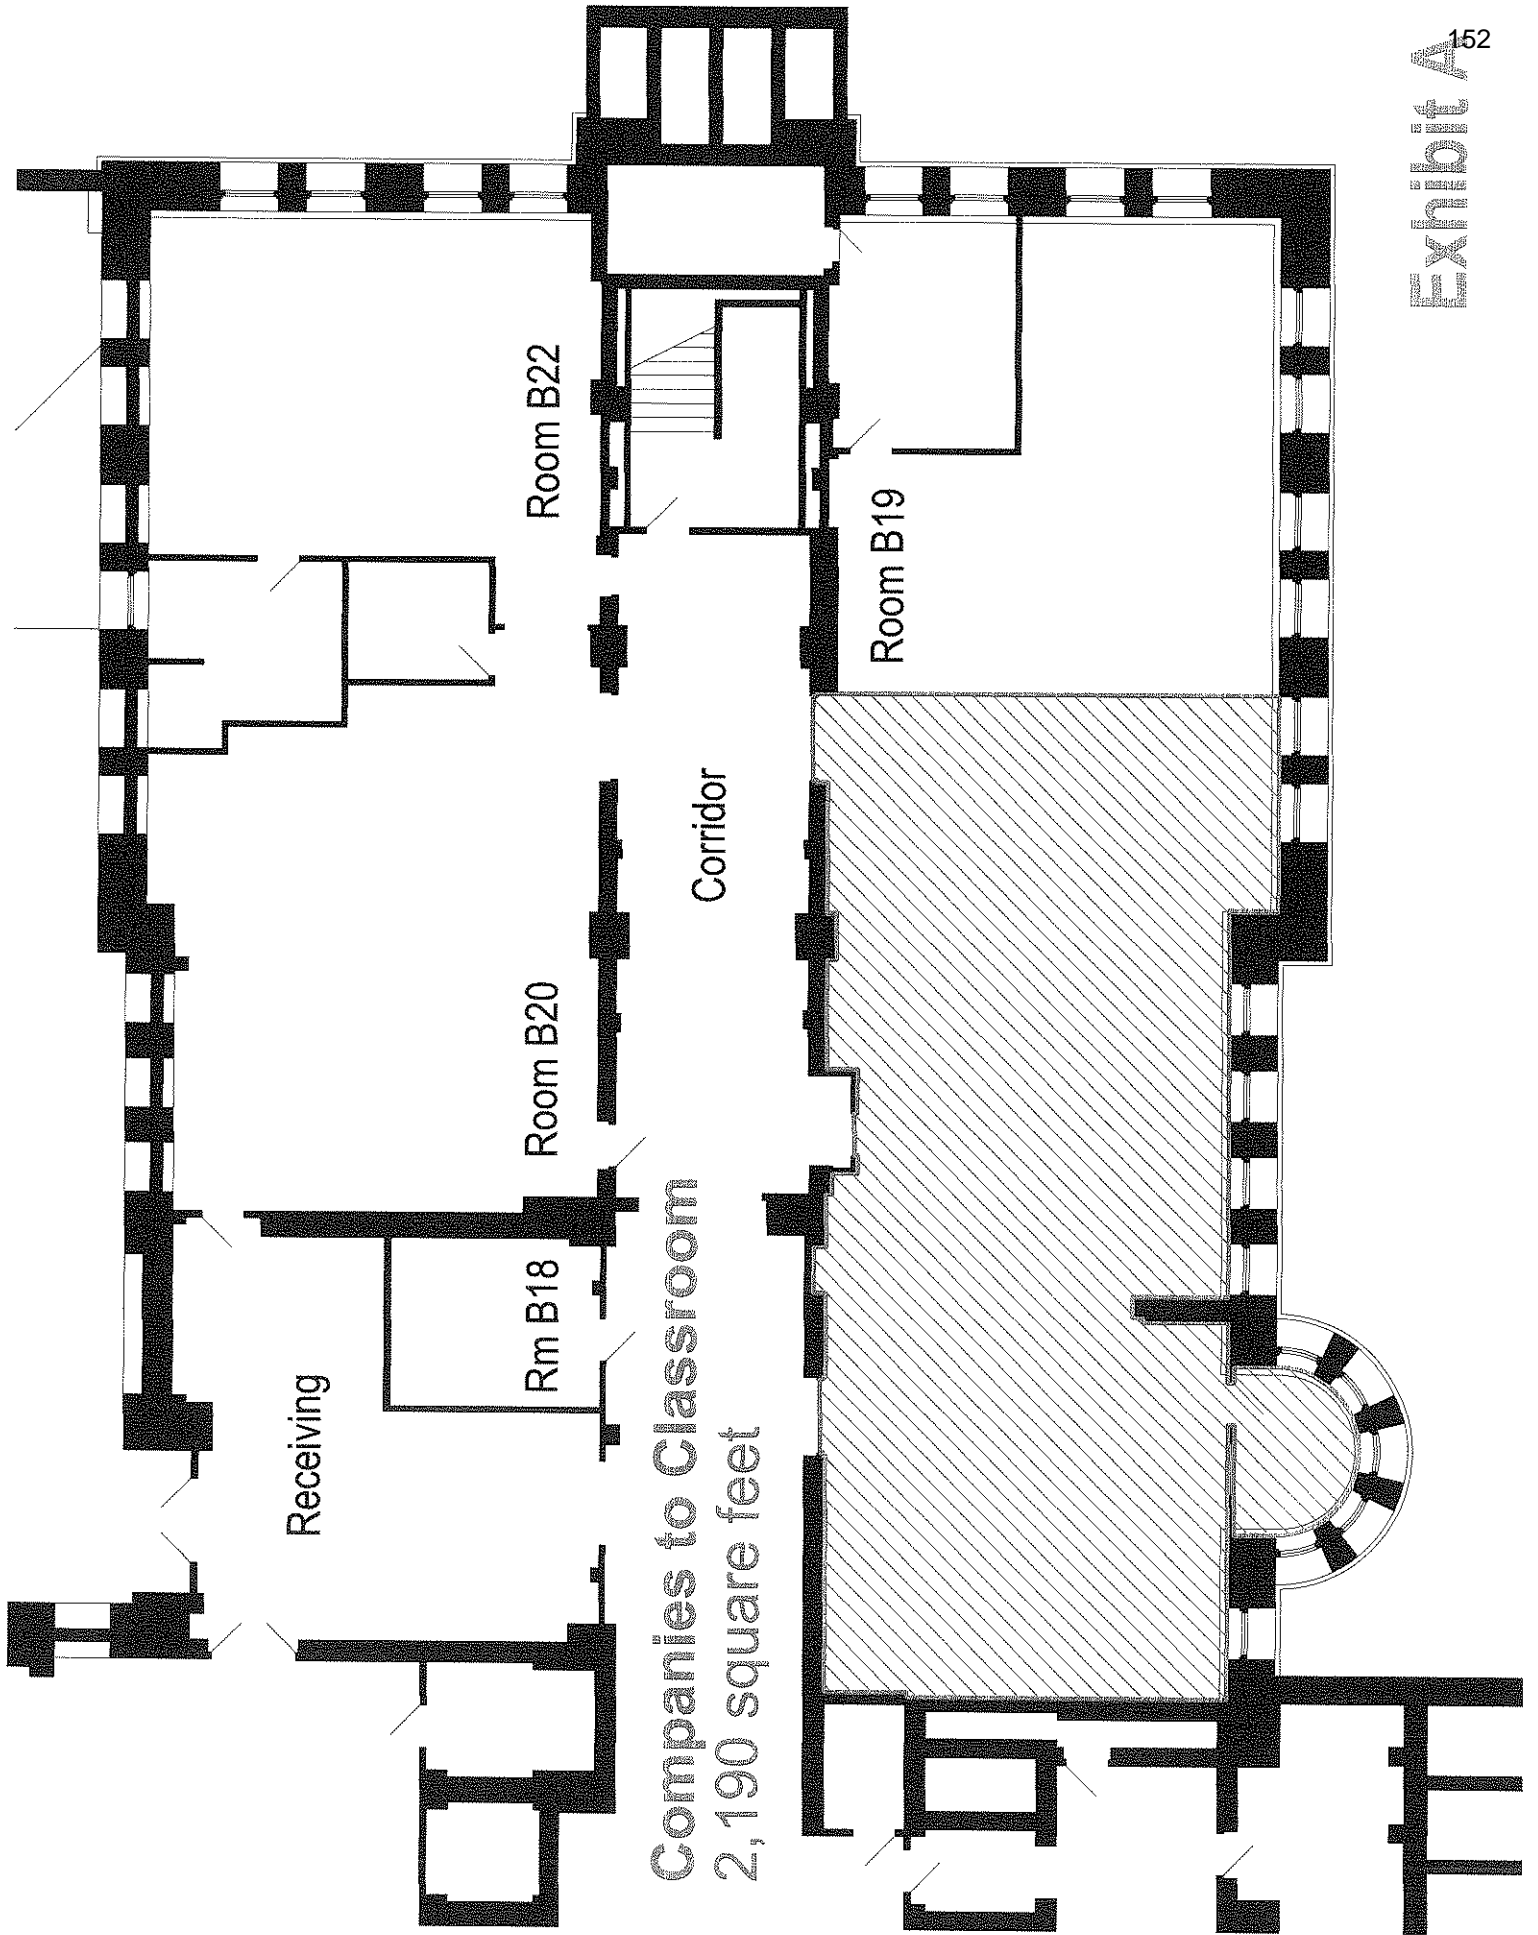 152
Exhibit A
Room B22
Room B19
Corridor
Room B20
Rm B18
Receiving
Companies to Classroom
2,190 square feet